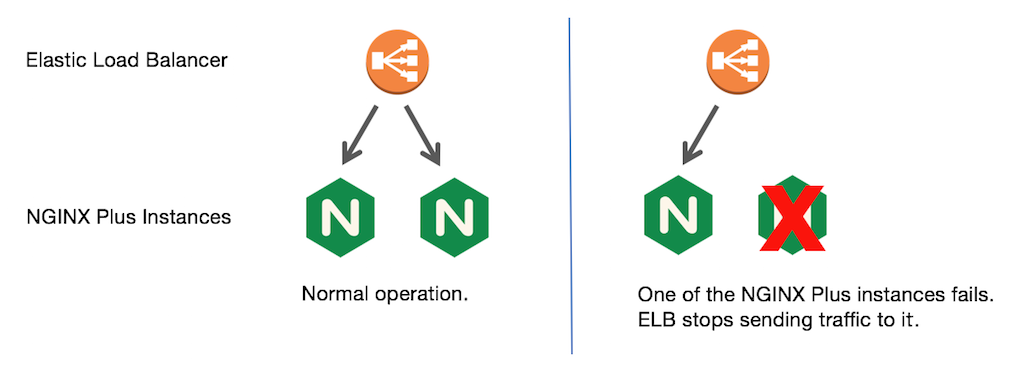 Elastic Load Balancer
NGINX Plus Instances
N
N
Normal operation.
N
X
One of the NGINX Plus instances fails.
ELB stops sending traffic to it.